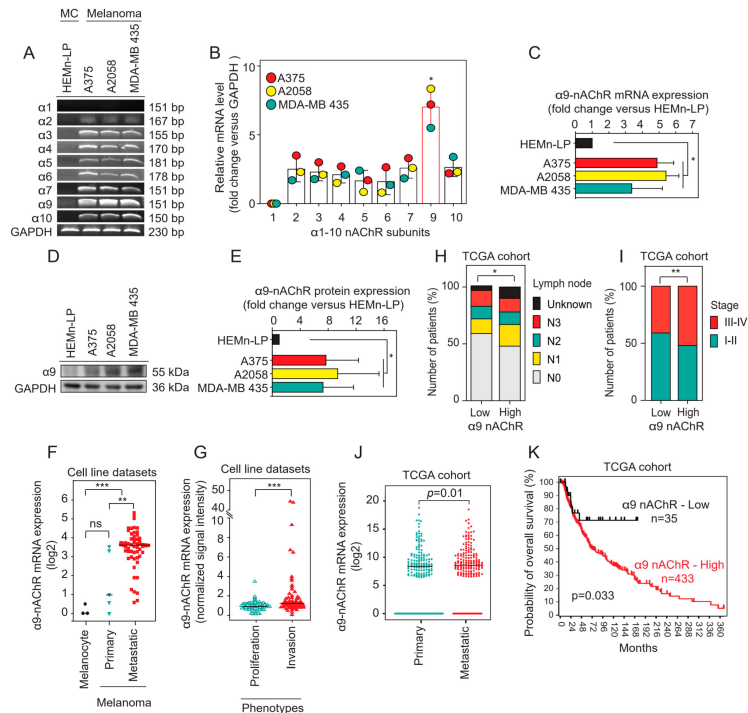 A
MC Melanoma
HEMn-LP A375 A2058 MDA-MB 435
α1 151 bp
α2 167 bp
α3 155 bp
α4 170 bp
α5 181 bp
α6 178 bp
α7 151 bp
α9 151 bp
α10 150 bp
GAPDH 230 bp
B
Relative mRNA level
(fold change versus GAPDH)
10
5
0
A375
A2058
MDA-MB 435
*
1 2 3 4 5 6 7 9 10
α1-10 nAChR subunits
C
α9-nAChR mRNA expression
(fold change versus HEMn-LP)
0 1 2 3 4 5 6 7
HEMn-LP
A375
A2058
MDA-MB 435
*
D
HEMn-LP A375 A2058 MDA-MB 435
α9 55 kDa
GAPDH 36 kDa
E
α9-nAChR protein expression
(fold change versus HEMn-LP)
0 4 8 12 16
HEMn-LP
A375
A2058
MDA-MB 435
*
H
TCGA cohort
*
Number of patients (%)
100
50
0
Low High
α9 nAChR
Lymph node
Unknown
N3
N2
N1
N0
I
TCGA cohort
**
Number of patients (%)
100
50
0
Low High
α9 nAChR
Stage
III-IV
I-II
F
Cell line datasets
α9-nAChR mRNA expression
(log2)
6
5
4
3
2
1
0
***
**
ns
Melanocyte Primary Metastatic
Melanoma
G
Cell line datasets
α9-nAChR mRNA expression
(normalized signal intensity)
60
40
20
8
6
4
2
0
***
Proliferation Invasion
Phenotypes
J
TCGA cohort
α9-nAChR mRNA expression
(log2)
25
20
15
10
5
0
p=0.01
Primary Metastatic
K
TCGA cohort
Probability of overall survival (%)
100
80
60
40
20
0
α9 nAChR - Low
n=35
α9 nAChR - High
n=433
p=0.033
0 24 48 72 96 120 144 168 192 216 240 264 288 312 336 360
Months